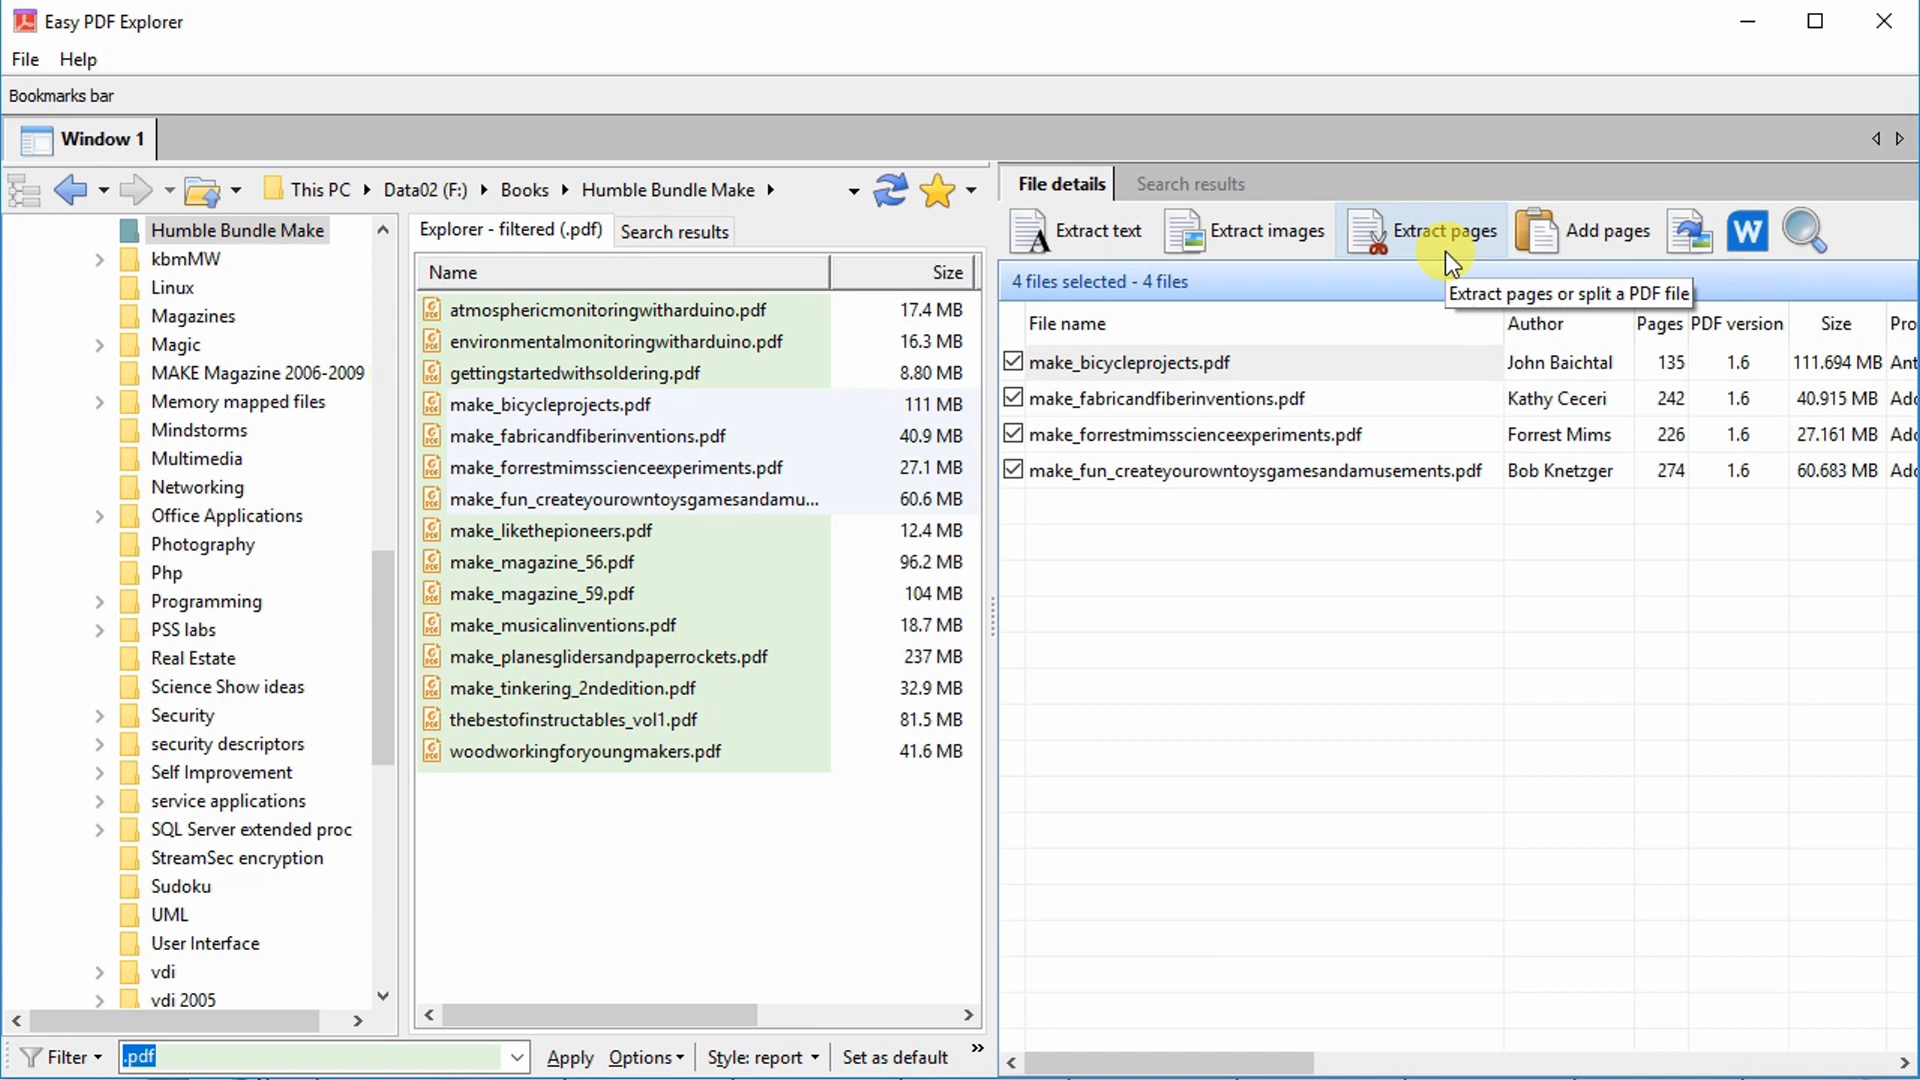 Easy PDF Explorer
File Help
Bookmarks bar
Window 1
This PC Data02 (F:) Books Humble Bundle Make
File details Search results
Humble Bundle Make
kbmMW
Linux
Magazines
Magic
MAKE Magazine 2006-2009
Memory mapped files
Mindstorms
Multimedia
Networking
Office Applications
Photography
Php
Programming
PSS labs
Real Estate
Science Show ideas
Security
security descriptors
Self Improvement
service applications
SQL Server extended proc
StreamSec encryption
Sudoku
UML
User Interface
vdi
vdi 2005
Explorer - filtered (.pdf) Search results
Name Size
atmosphericmonitoringwitharduino.pdf 17.4 MB
environmentalmonitoringwitharduino.pdf 16.3 MB
gettingstartedwithsoldering.pdf 8.80 MB
make_bicycleprojects.pdf 111 MB
make_fabricandfiberinventions.pdf 40.9 MB
make_forrestmimsscienceexperiments.pdf 27.1 MB
make_fun_createyourowntoysgamesandamu... 60.6 MB
make_likethepioneers.pdf 12.4 MB
make_magazine_56.pdf 96.2 MB
make_magazine_59.pdf 104 MB
make_musicalinventions.pdf 18.7 MB
make_planesglidersandpaperrockets.pdf 237 MB
make_tinkering_2ndedition.pdf 32.9 MB
thebestofinstructables_vol1.pdf 81.5 MB
woodworkingforyoungmakers.pdf 41.6 MB
Extract text Extract images Extract pages Add pages W
4 files selected - 4 files
Extract pages or split a PDF file
File name Author Pages PDF version Size Pro
make_bicycleprojects.pdf John Baichtal 135 1.6 111.694 MB Ant
make_fabricandfiberinventions.pdf Kathy Ceceri 242 1.6 40.915 MB Ado
make_forrestmimsscienceexperiments.pdf Forrest Mims 226 1.6 27.161 MB Ado
make_fun_createyourowntoysgamesandamusements.pdf Bob Knetzger 274 1.6 60.683 MB Ado
Filter .pdf Apply Options Style: report Set as default